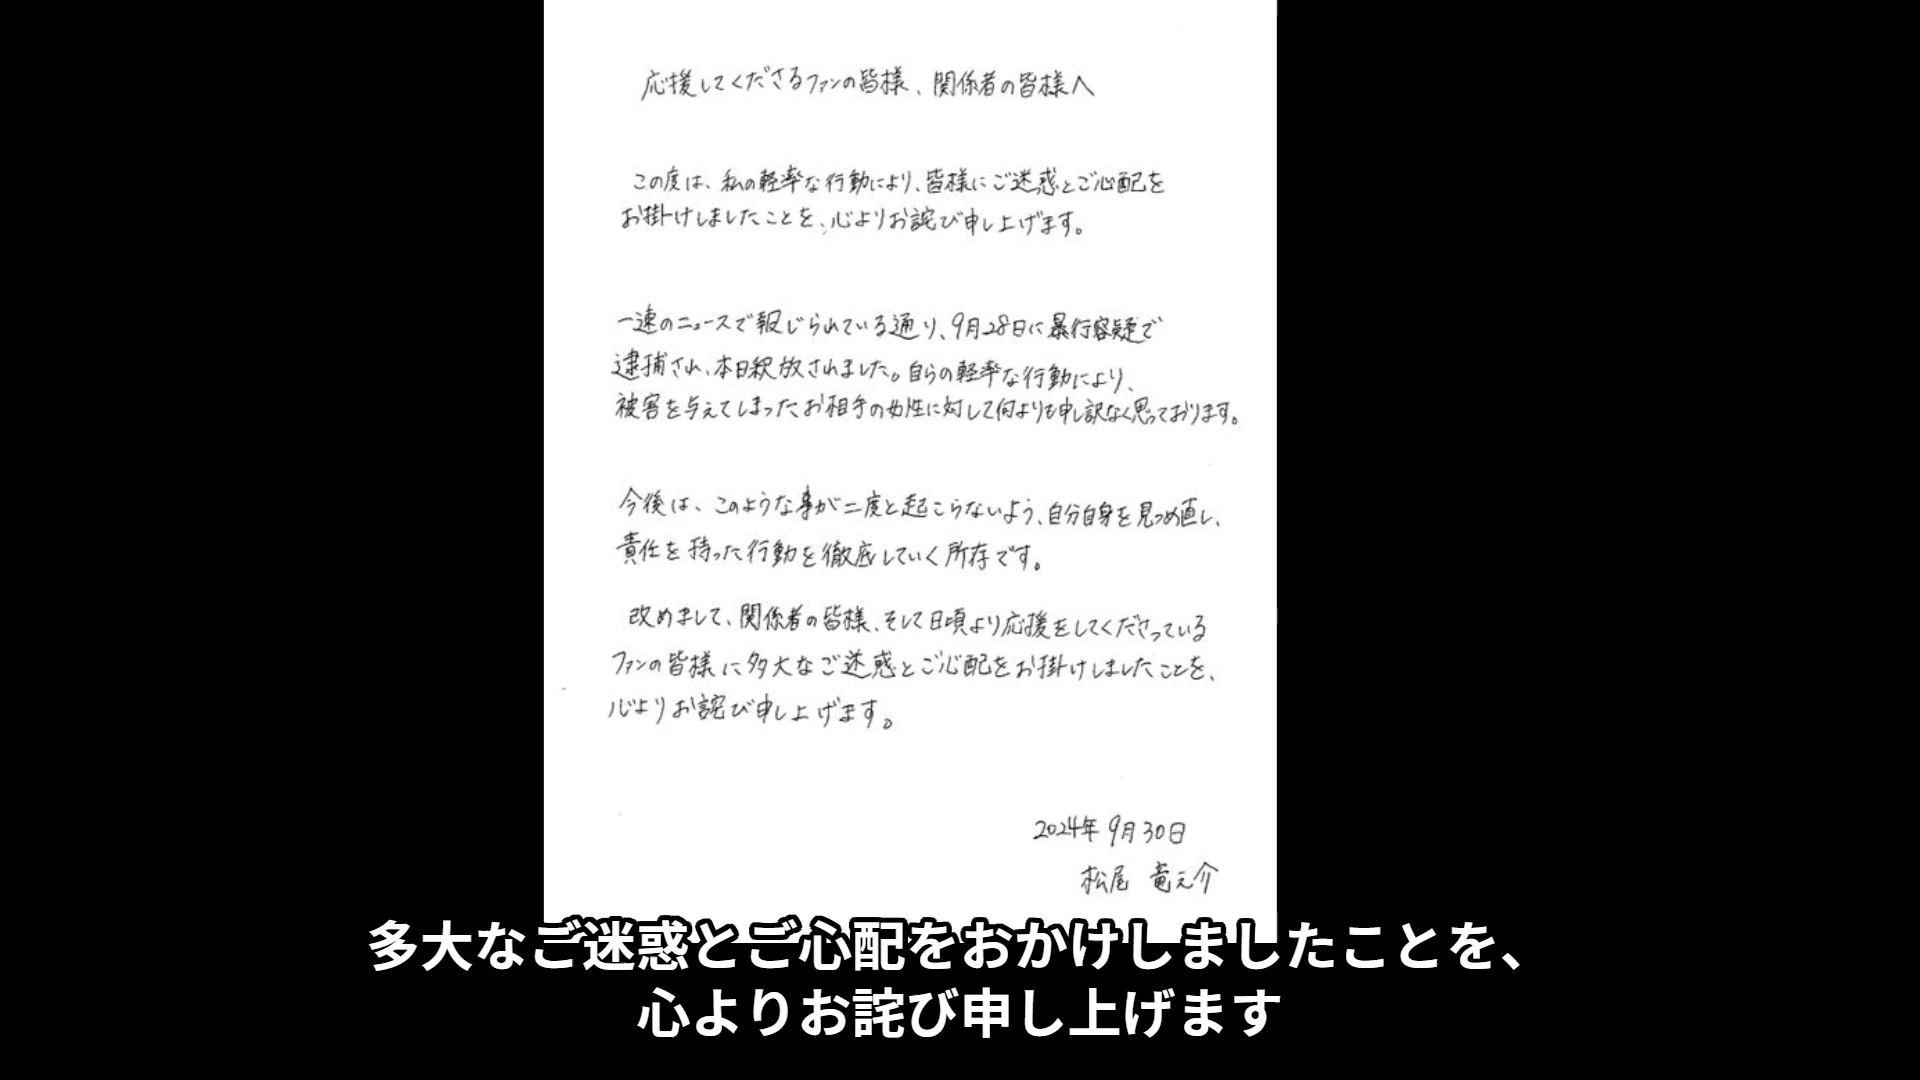 応援してくださるファンの皆様、関係者の皆様へ
この度は、私の軽率な行動により、皆様にご迷惑とご心配を
お掛けしましたことを、心よりお詫び申し上げます。
一連のニュースで報じられている通り、9月28日に暴行容疑で
逮捕され、本日釈放されました。自らの軽率な行動により、
被害を与えてしまったお相手の女性に対して何よりも申し訳なく思っております。
今後は、このような事が二度と起こらないよう、自分自身を見つめ直し、
責任を持った行動を徹底していく所存です。
改めまして、関係者の皆様、そして日頃より応援をしてくださっている
ファンの皆様に多大なご迷惑とご心配をお掛けしましたことを、
心よりお詫び申し上げます。
2024年9月30日
松尾 竜之介
多大なご迷惑とご心配をおかけしましたことを、
心よりお詫び申し上げます